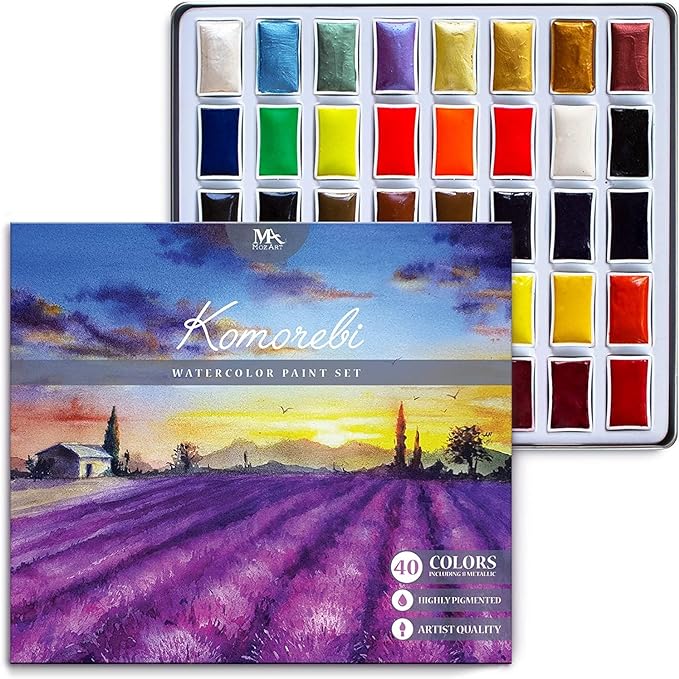 MA
MozArt
Komorebi
WATERCOLOR PAINT SET
40 COLORS
INCLUDING 8 METALLIC
HIGHLY PIGMENTED
ARTIST QUALITY